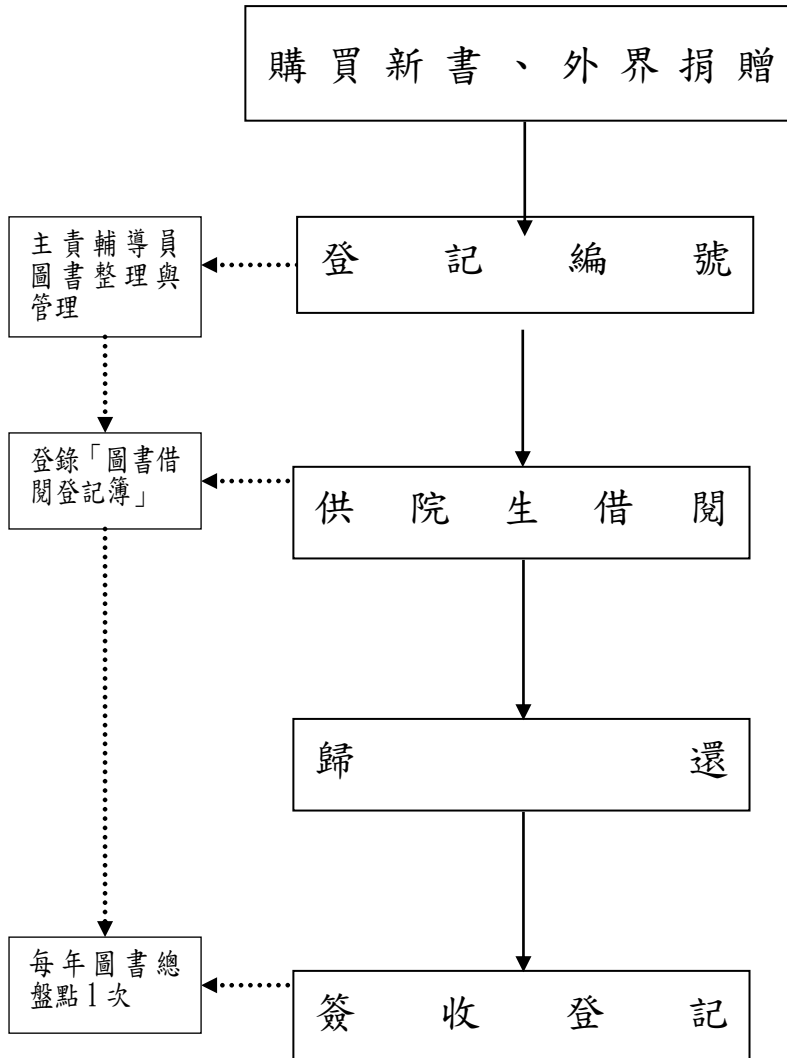 購買新書、外界捐贈
主責輔導員
圖書整理與
管理
登記編號
登錄「圖書借
閱登記簿」
供院生借閱
歸還
每年圖書總
盤點1次
簽收登記